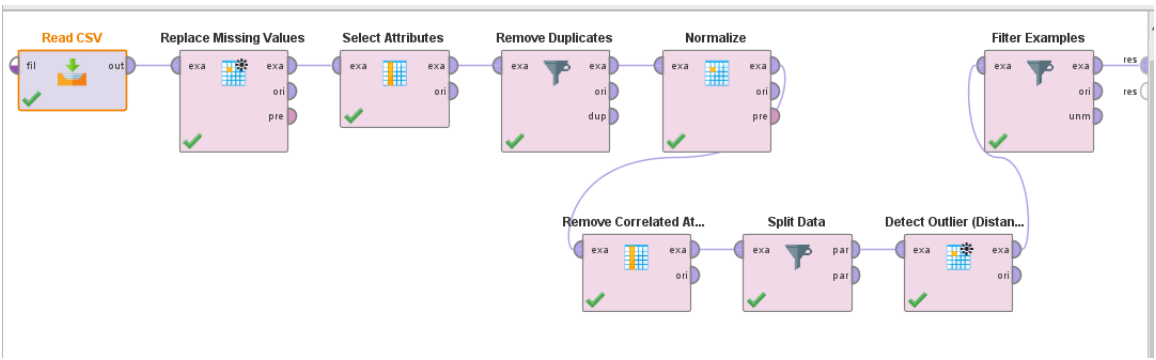 Read CSV
fil out
Replace Missing Values
exa exa
ori
pre
Select Attributes
exa exa
ori
Remove Duplicates
exa exa
ori
dup
Normalize
exa exa
ori
pre
Filter Examples
exa exa
ori
unm
res
res
Remove Correlated At...
exa exa
ori
Split Data
exa par
par
Detect Outlier (Distan...
exa exa
ori